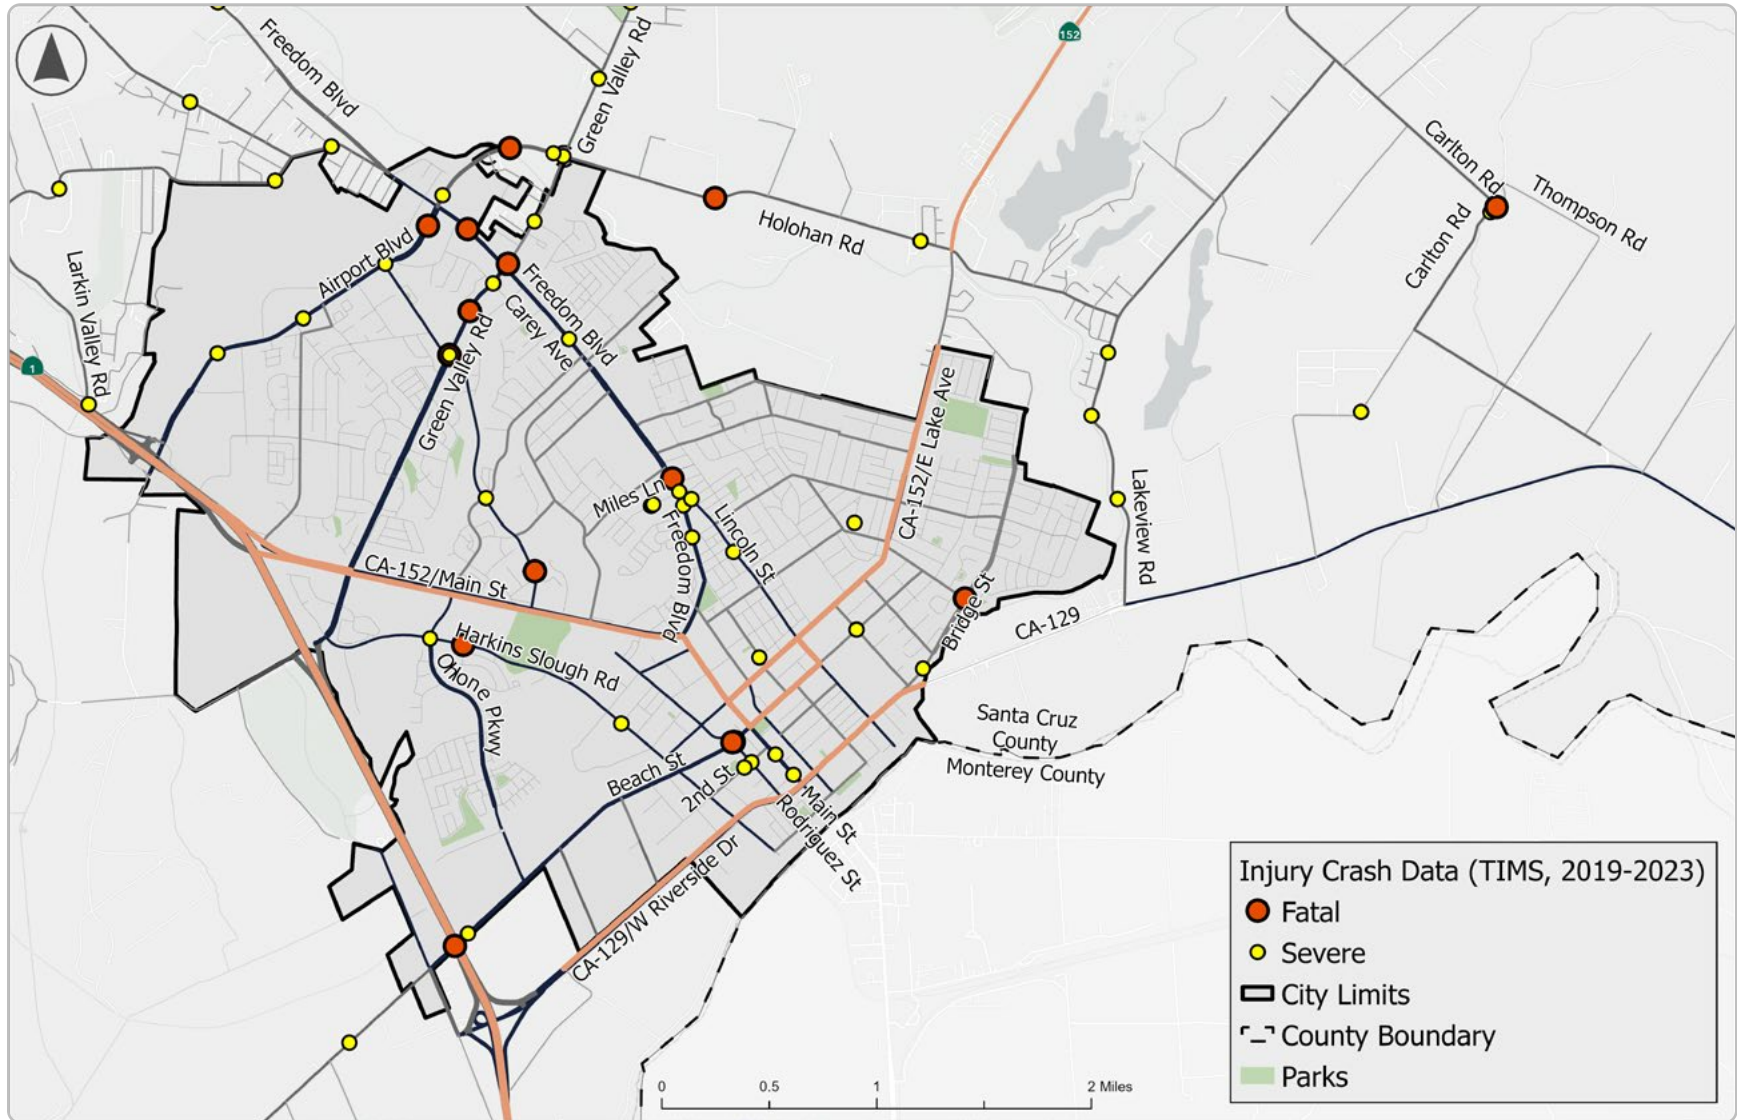 Freedom Blvd
Green Valley Rd
152
Carlton Rd
Thompson Rd
Carlton Rd
Holohan Rd
Airport Blvd
Larkin Valley Rd
1
Freedom Blvd
Carey Ave
Green Valley Rd
CA-152/E Lake Ave
Miles Ln
Lincoln St
Freedom Blvd
Lakeview Rd
CA-152/Main St
Bridge St
CA-129
Harkins Slough Rd
Ohlone Pkwy
Santa Cruz
County
Monterey County
Beach St
2nd St
Main St
Rodriguez St
CA-129/W Riverside Dr
Injury Crash Data (TIMS, 2019-2023)
Fatal
Severe
City Limits
County Boundary
Parks
0 0.5 1 2 Miles